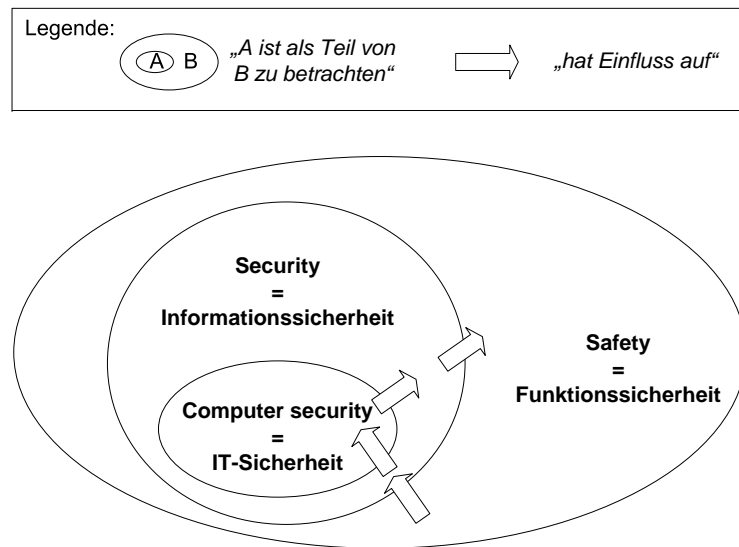 Legende:
A B
„A ist als Teil von
B zu betrachten“
„hat Einfluss auf“
Security
=
Informationssicherheit
Safety
=
Funktionssicherheit
Computer security
=
IT-Sicherheit